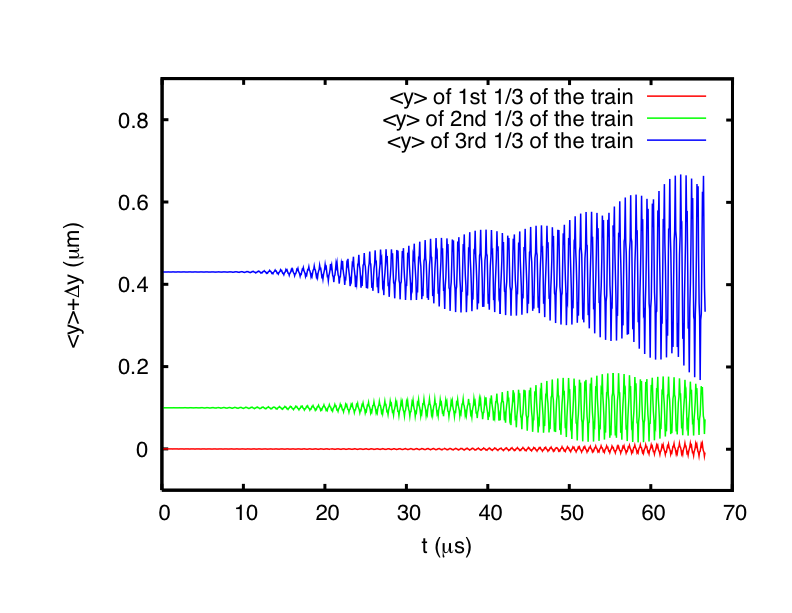 <y> of 1st 1/3 of the train
<y> of 2nd 1/3 of the train
<y> of 3rd 1/3 of the train
0.8
0.6
0.4
0.2
0
<y>+Δy (μm)
0 10 20 30 40 50 60 70
t (μs)